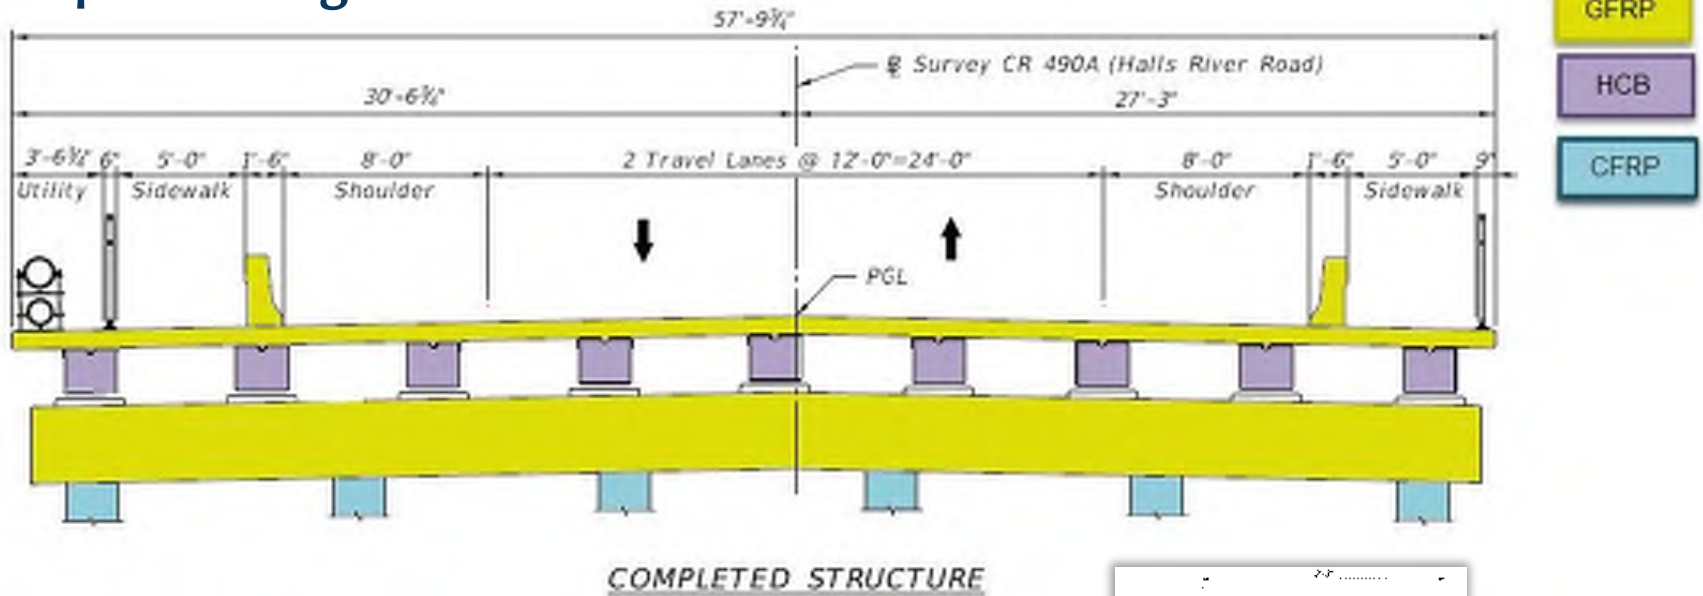 57'-9¾"
GFRP
℄ Survey CR 490A (Halls River Road)
HCB
30'-6¾"
27'-3"
3'-6¾" 6" 5'-0" 1'-6" 8'-0" 2 Travel Lanes @ 12'-0"=24'-0" 8'-0" 1'-6" 5'-0" 9"
CFRP
Utility Sidewalk Shoulder Shoulder Sidewalk
PGL
COMPLETED STRUCTURE